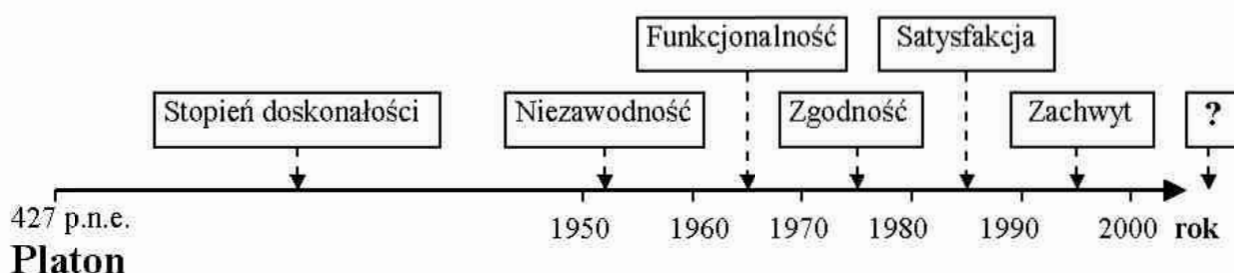 Funkcjonalność
Satysfakcja
Stopień doskonałości
Niezawodność
Zgodność
Zachwyt
?
427 p.n.e.
Platon
1950
1960
1970
1980
1990
2000
rok